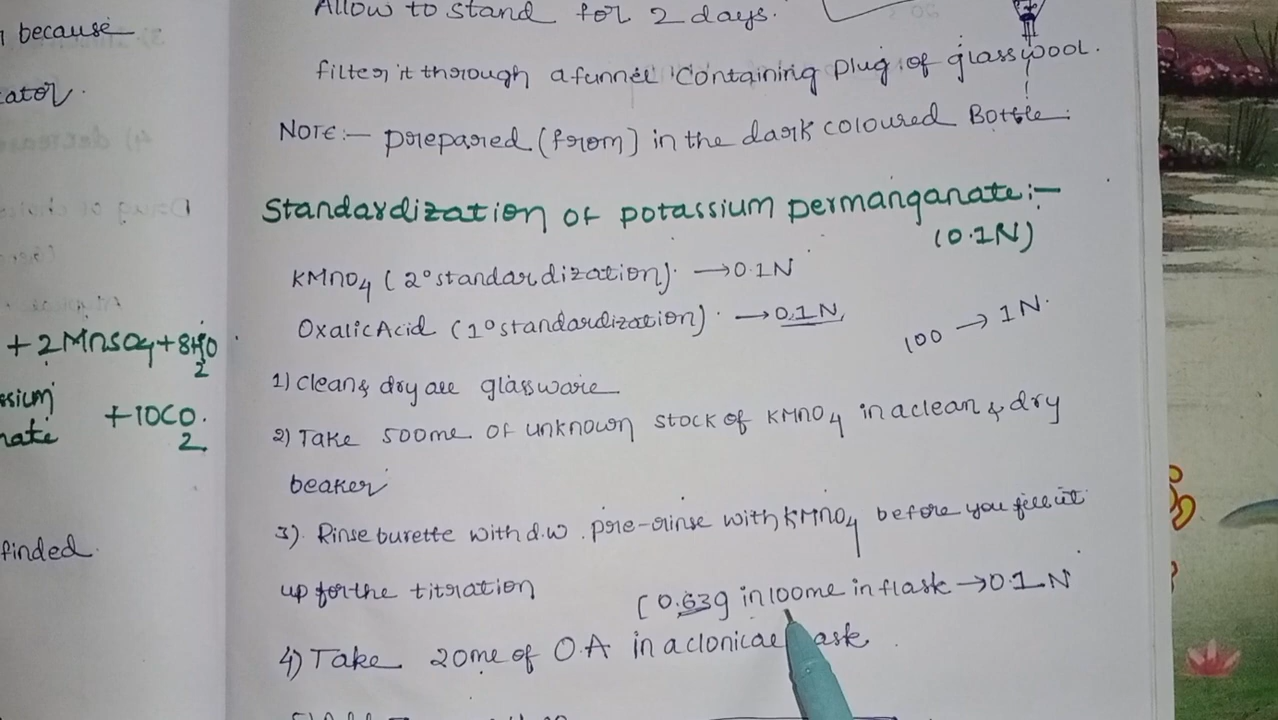 because
ator.
+ 2MnSO4 + 8H2O
ssium
+10CO2.
nate
finded.
Allow to stand for 2 days.
filter it through a funnel containing plug of glass wool.
NOTE:- prepared (from) in the dark coloured Bottle.
Standardization of potassium permanganate:-
(0.1N)
KMnO4 (2° standardization). →0.1N
Oxalic Acid (1° standardization). →0.1N,
100 → 1N.
1) Clean & dry all glassware
2) Take 500ml of unknown stock of KMnO4 in a clean & dry
beaker
3). Rinse burette with d.w. pre-rinse with KMnO4 before you fill it
up for the titration
[0.63g in 100ml in flask → 0.1N
4) Take 20ml of O.A in a clonical ask